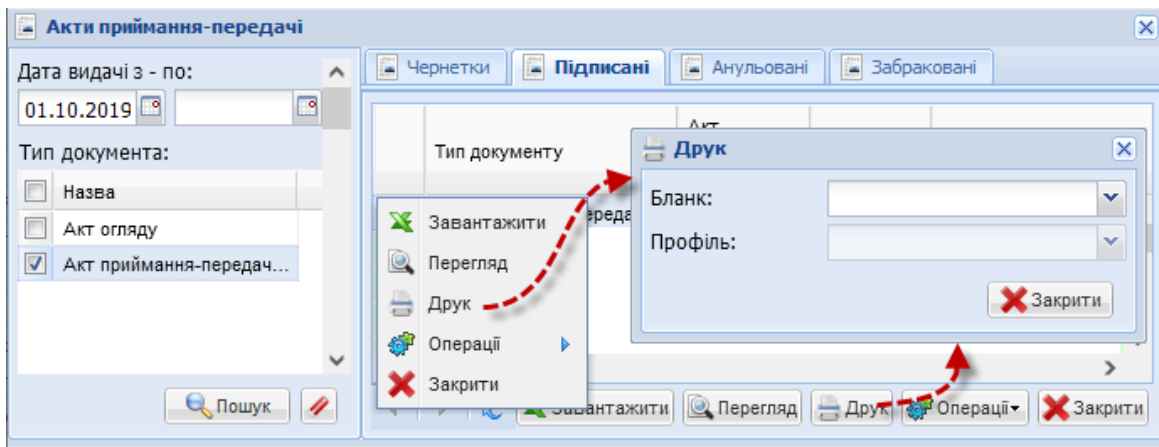 Акти приймання-передачі
Дата видачі з - по:
01.10.2019
Тип документа:
Назва
Акт огляду
Акт приймання-передач...
Пошук
Чернетки
Підписані
Анульовані
Забраковані
Тип документу
Акт
Завантажити
Перегляд
Друк
Операції
Закрити
Друк
Бланк:
Профіль:
Закрити
Завантажити Перегляд Друк Операції Закрити